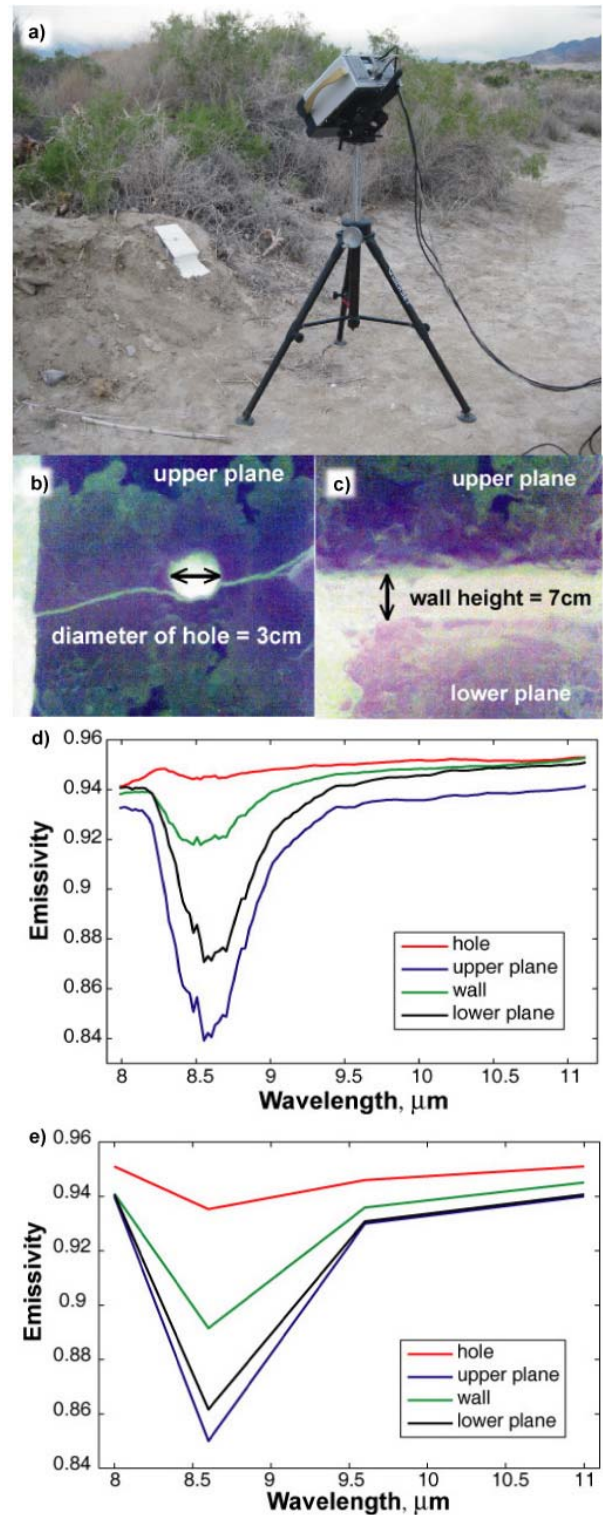 a)
b)
upper plane
diameter of hole = 3cm
c)
upper plane
wall height = 7cm
lower plane
d)
0.96
0.94
0.92
0.9
0.88
0.86
0.84
Emissivity
hole
upper plane
wall
lower plane
8
8.5
9
9.5
10
10.5
11
Wavelength, μm
e)
0.96
0.94
0.92
0.9
0.88
0.86
0.84
Emissivity
hole
upper plane
wall
lower plane
8
8.5
9
9.5
10
10.5
11
Wavelength, μm